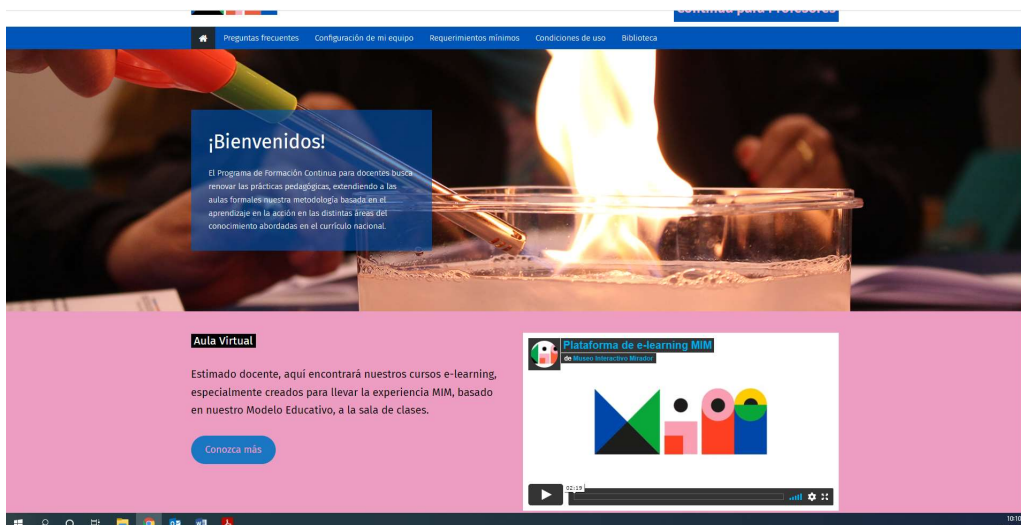 Continua para Profesores
Preguntas frecuentes Configuración de mi equipo Requerimientos mínimos Condiciones de uso Biblioteca
¡Bienvenidos!
El Programa de Formación Continua para docentes busca
renovar las prácticas pedagógicas, extendiendo a las
aulas formales nuestra metodología basada en el
aprendizaje en la acción en las distintas áreas del
conocimiento abordadas en el currículo nacional.
Aula Virtual
Estimado docente, aquí encontrará nuestros cursos e-learning,
especialmente creados para llevar la experiencia MIM, basado
en nuestro Modelo Educativo, a la sala de clases.
Conozca más
Plataforma de e-learning MIM
de Museo Interactivo Mirador
Mim
02:19
10:10